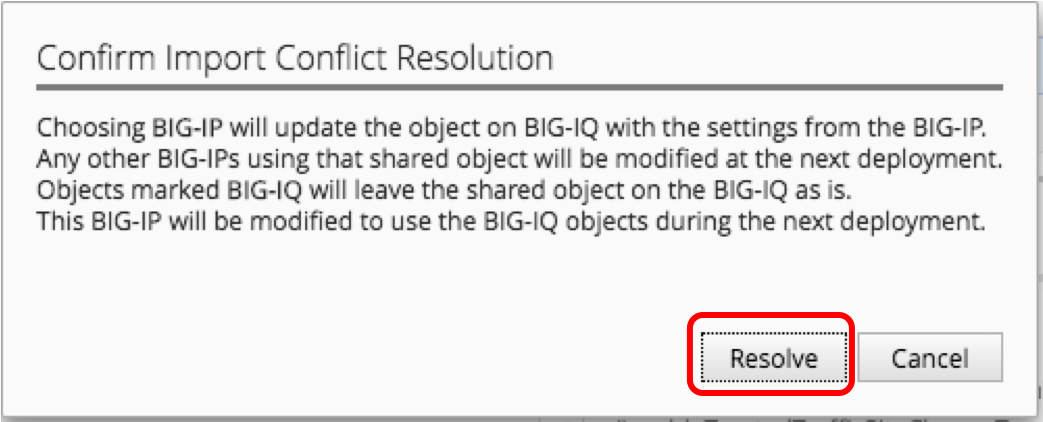 Confirm Import Conflict Resolution
Choosing BIG-IP will update the object on BIG-IQ with the settings from the BIG-IP.
Any other BIG-IPs using that shared object will be modified at the next deployment.
Objects marked BIG-IQ will leave the shared object on the BIG-IQ as is.
This BIG-IP will be modified to use the BIG-IQ objects during the next deployment.
Resolve Cancel